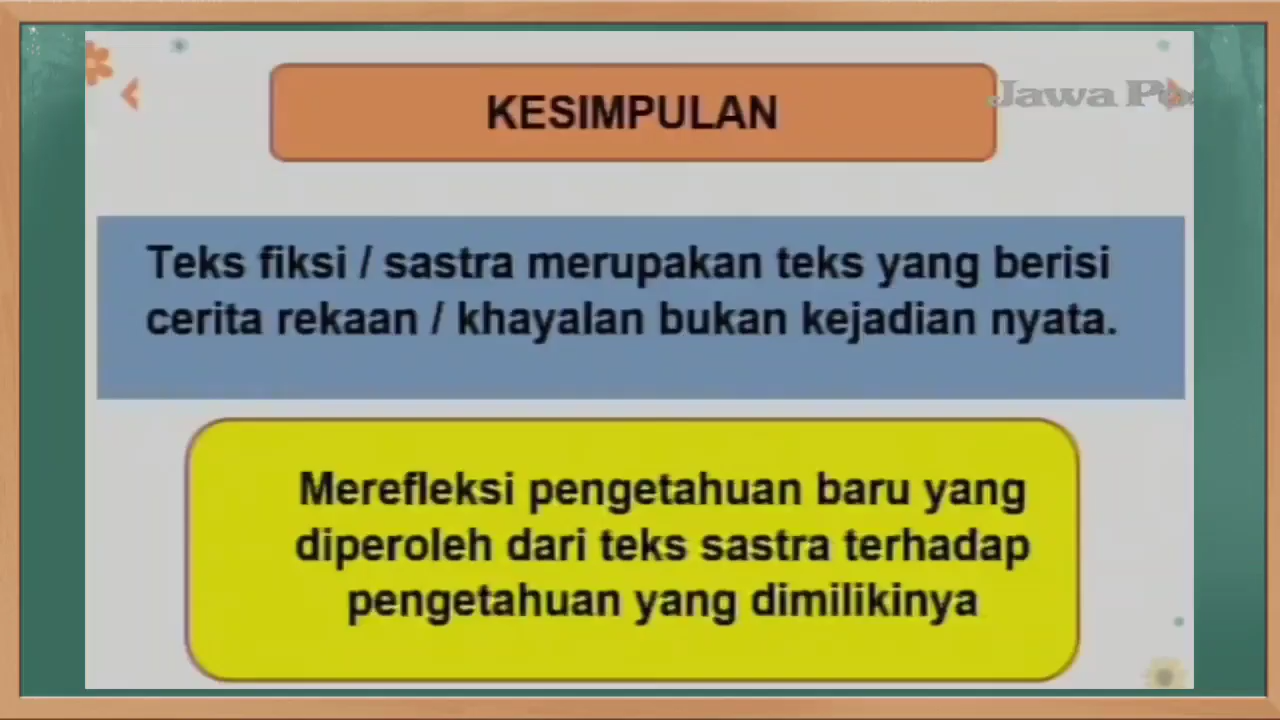 KESIMPULAN
Jawa
Teks fiksi / sastra merupakan teks yang berisi
cerita rekaan / khayalan bukan kejadian nyata.
Merefleksi pengetahuan baru yang
diperoleh dari teks sastra terhadap
pengetahuan yang dimilikinya